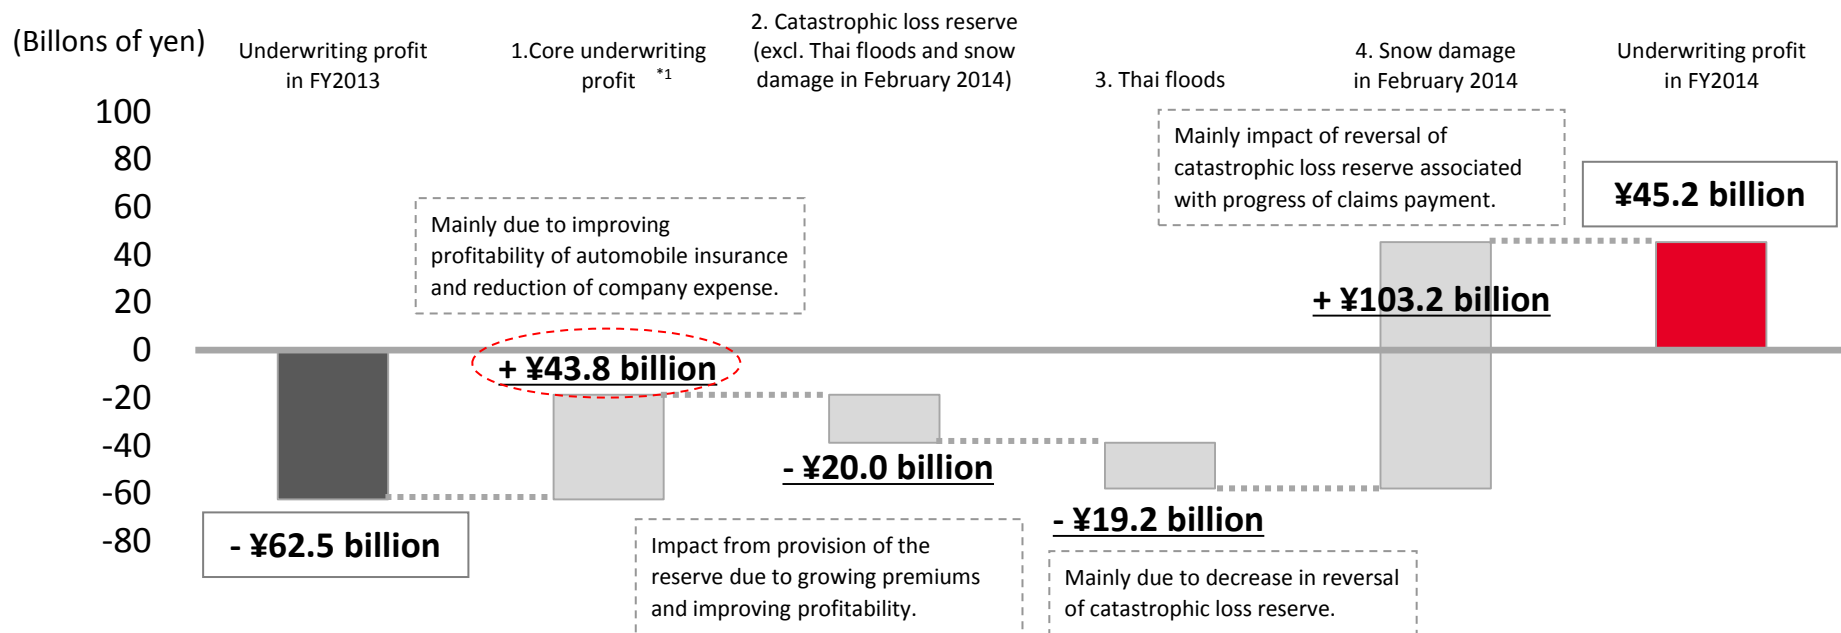 (Billons of yen)
Underwriting profit
in FY2013
1.Core underwriting
profit *1
2. Catastrophic loss reserve
(excl. Thai floods and snow
damage in February 2014)
3. Thai floods
4. Snow damage
in February 2014
Underwriting profit
in FY2014
100
80
60
40
20
0
-20
-40
-60
-80
Mainly due to improving
profitability of automobile insurance
and reduction of company expense.
Mainly impact of reversal of
catastrophic loss reserve associated
with progress of claims payment.
¥45.2 billion
+ ¥103.2 billion
+ ¥43.8 billion
- ¥20.0 billion
- ¥19.2 billion
- ¥62.5 billion
Impact from provision of the
reserve due to growing premiums
and improving profitability.
Mainly due to decrease in reversal
of catastrophic loss reserve.